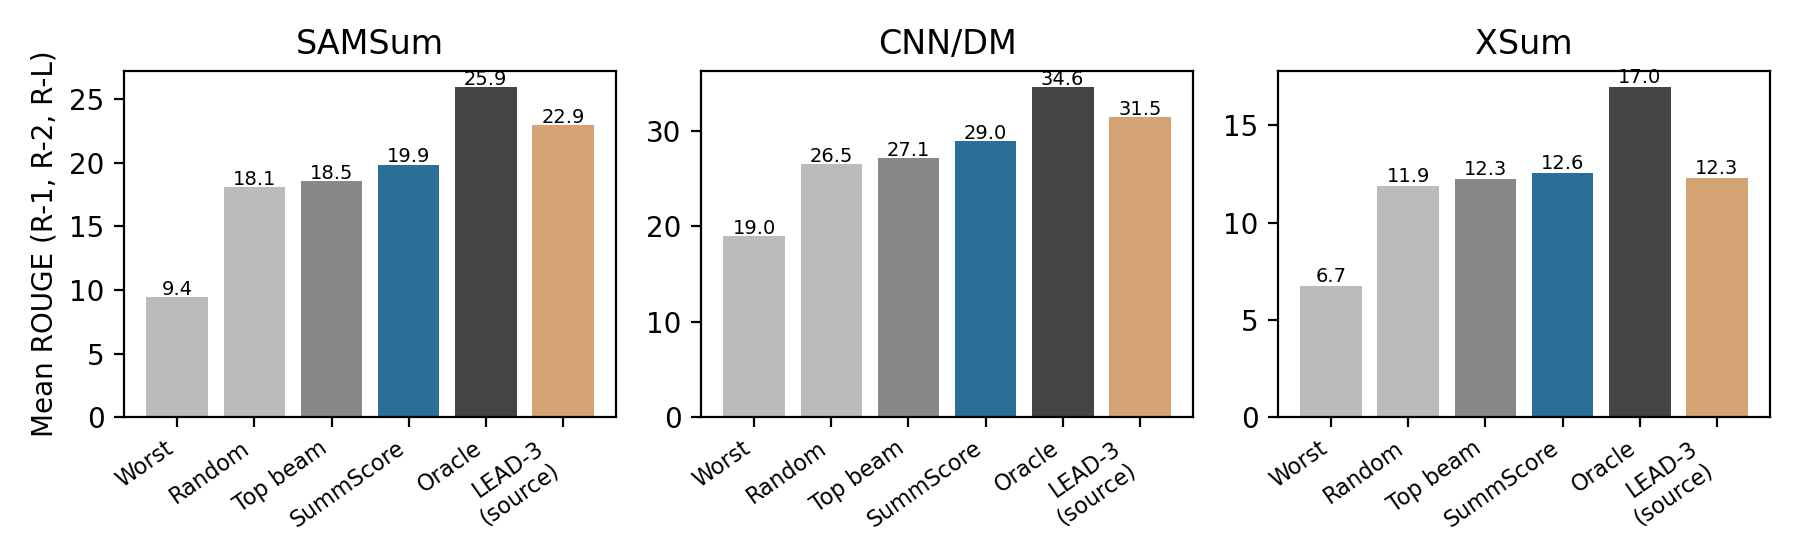 Mean ROUGE (R-1, R-2, R-L)
SAMSum
25
20
15
10
5
0
9.4
18.1
18.5
19.9
25.9
22.9
Worst
Random
Top beam
SummScore
Oracle
LEAD-3
(source)
CNN/DM
30
20
10
0
19.0
26.5
27.1
29.0
34.6
31.5
Worst
Random
Top beam
SummScore
Oracle
LEAD-3
(source)
XSum
15
10
5
0
6.7
11.9
12.3
12.6
17.0
12.3
Worst
Random
Top beam
SummScore
Oracle
LEAD-3
(source)